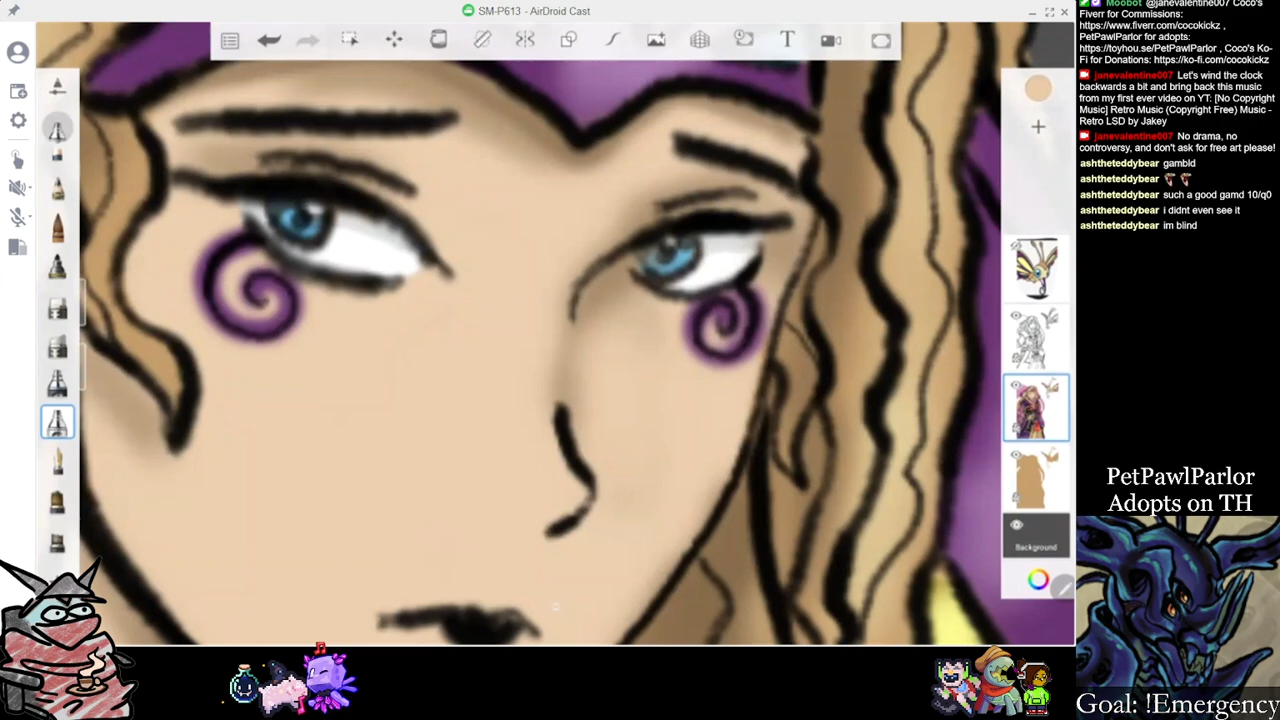 SM-P613 - AirDroid Cast
Moobot @janevalentine007 Coco's
Fiverr for Commissions:
https://www.fiverr.com/cocokickz ,
PetPawlParlor for adopts:
https://toyhou.se/PetPawlParlor , Coco's Ko-
Fi for Donations: https://ko-fi.com/cocokickz
janevalentine007 Let's wind the clock
backwards a bit and bring back this music
from my first ever video on YT: [No Copyright
Music] Retro Music (Copyright Free) Music -
Retro LSD by Jakey
janevalentine007 No drama, no
controversy, and don't ask for free art please!
ashtheteddybear gambld
ashtheteddybear
ashtheteddybear such a good gamd 10/q0
ashtheteddybear i didnt even see it
ashtheteddybear im blind
T
Background
PetPawlParlor
Adopts on TH
Goal: !Emergency